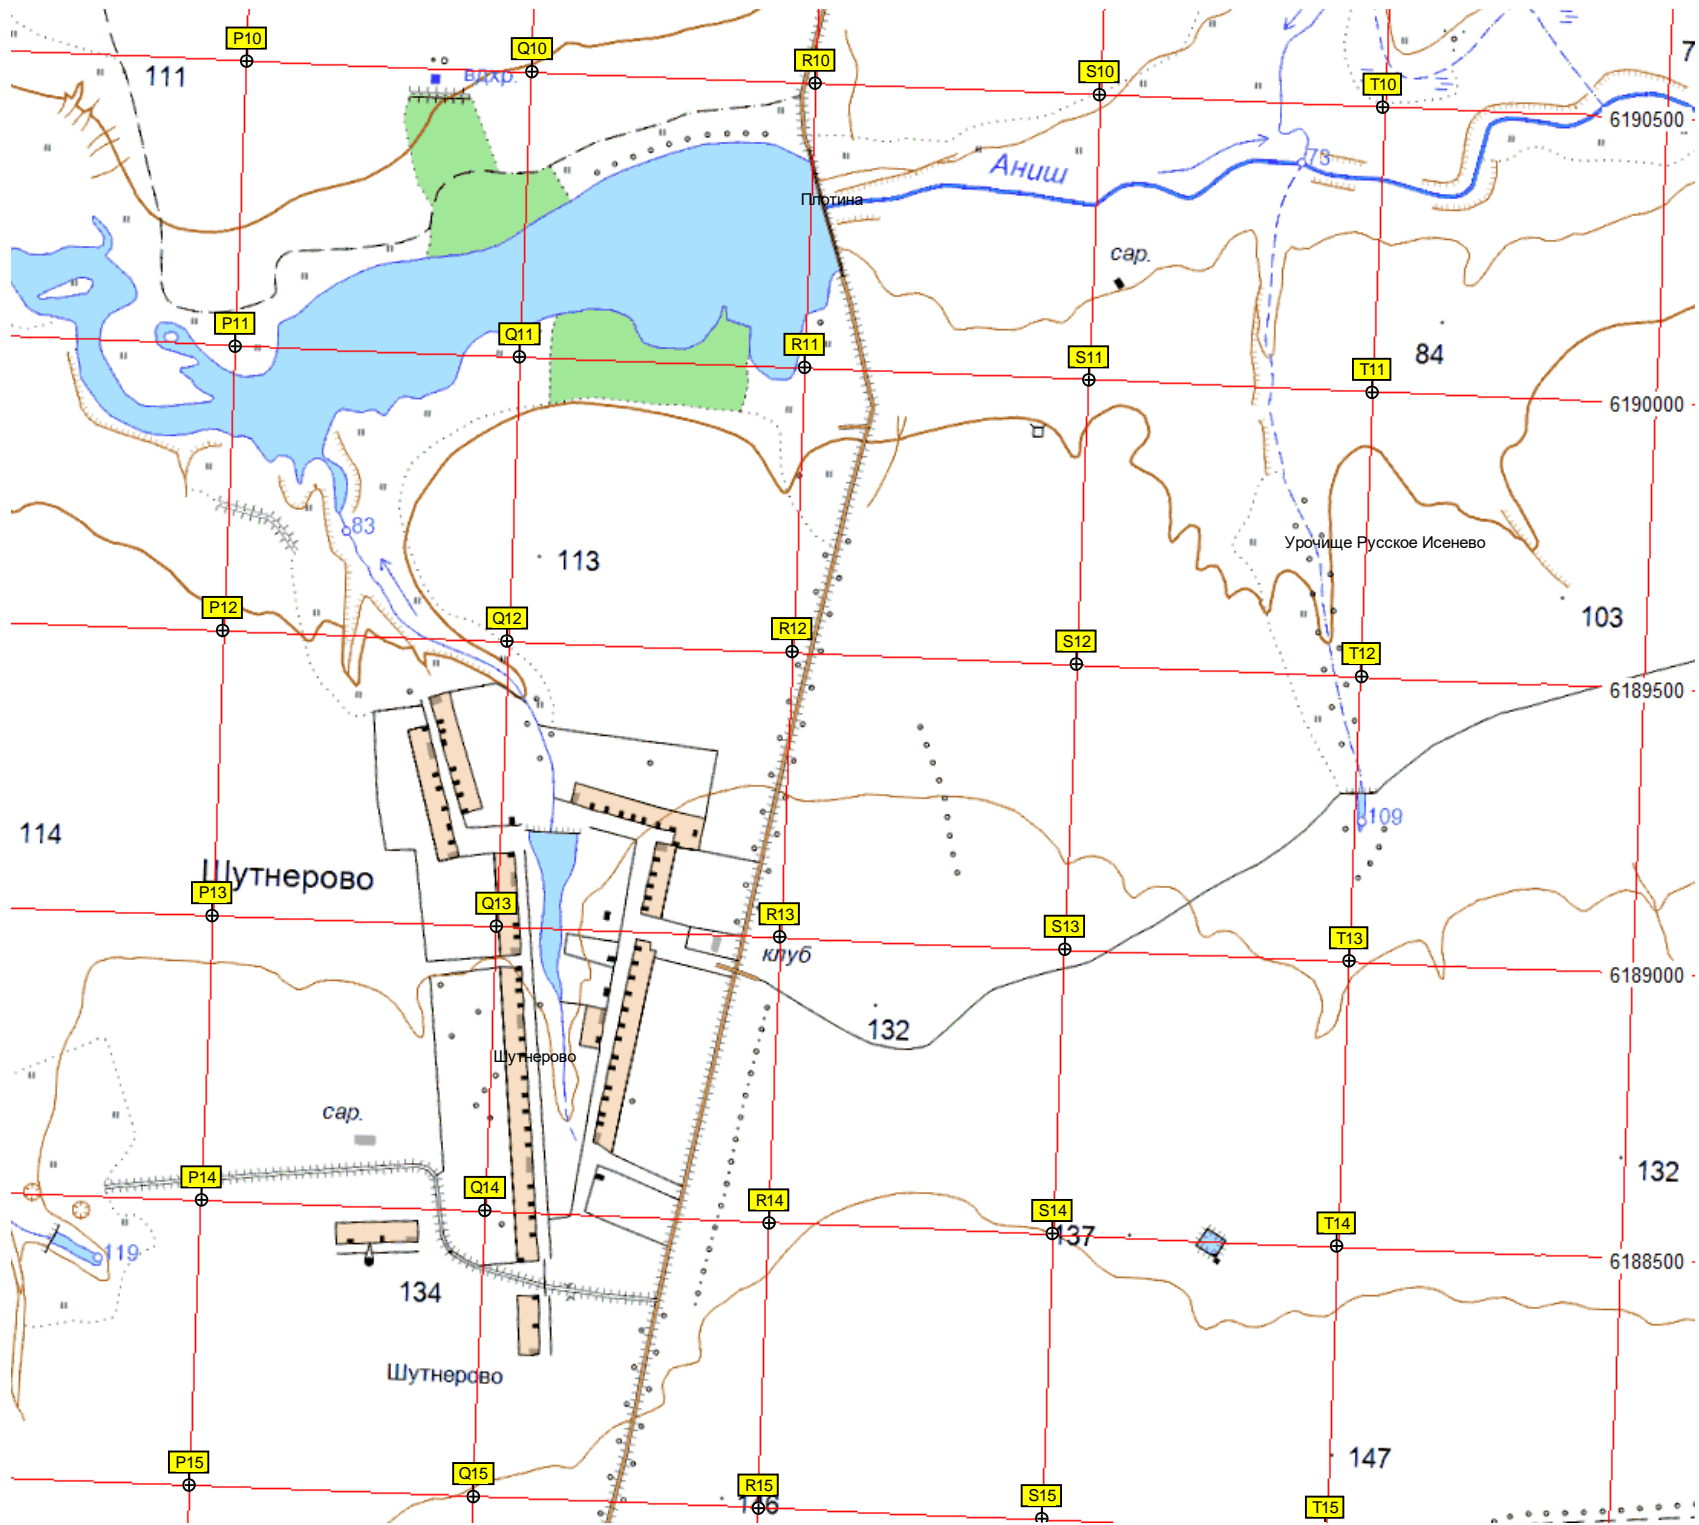 P10
Q10
R10
S10
T10
111
вдхр.
7
6190500
Аниш
73
Плотина
сар.
P11
Q11
R11
S11
T11
84
6190000
83
113
Урочище Русское Исенево
103
P12
Q12
R12
S12
T12
6189500
109
114
Шутнерово
P13
Q13
R13
S13
T13
клуб
6189000
132
Шутнерово
сар.
132
P14
Q14
R14
S14
T14
137
119
6188500
134
Шутнерово
147
P15
Q15
R15
S15
T15
146